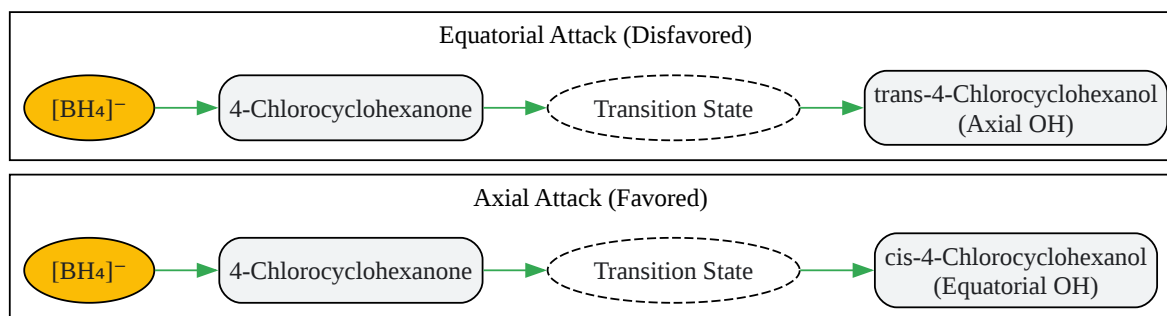 Equatorial Attack (Disfavored)
[BH₄]⁻
4-Chlorocyclohexanone
Transition State
trans-4-Chlorocyclohexanol
(Axial OH)
Axial Attack (Favored)
[BH₄]⁻
4-Chlorocyclohexanone
Transition State
cis-4-Chlorocyclohexanol
(Equatorial OH)